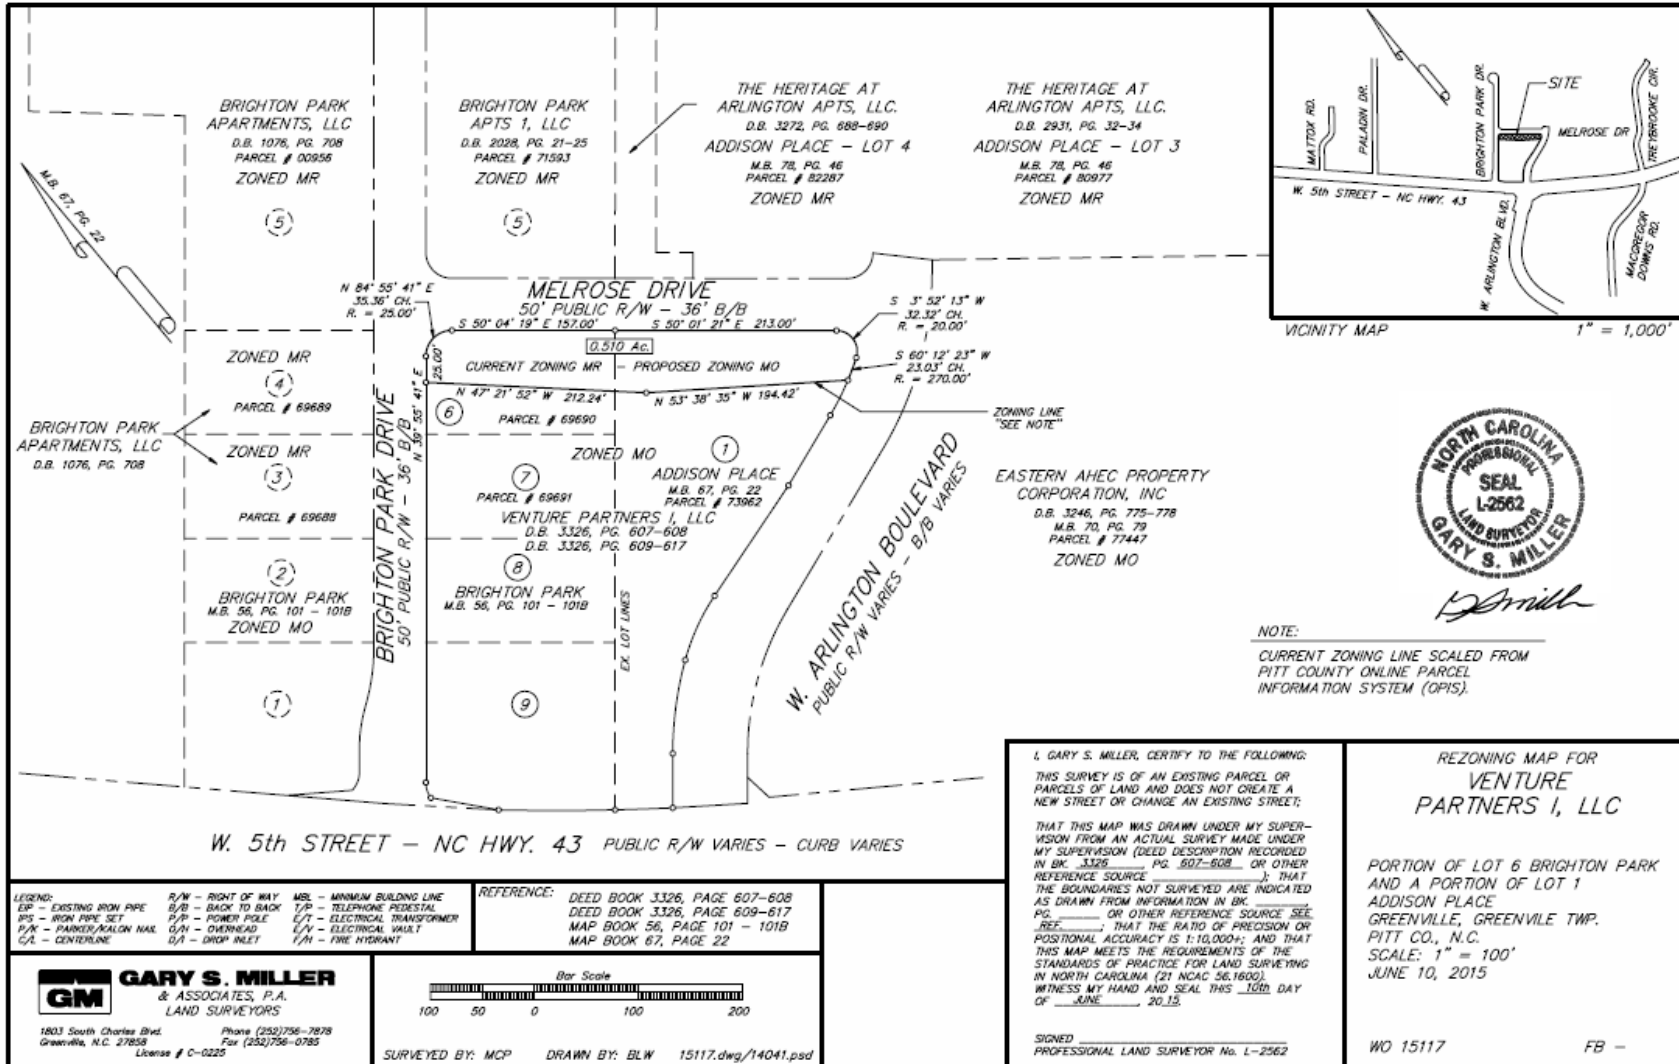 BRIGHTON PARK
APARTMENTS, LLC
D.B. 1076, PG. 708
PARCEL # 00956
ZONED MR
5
BRIGHTON PARK
APTS 1, LLC
D.B. 2028, PG. 21-25
PARCEL # 71593
ZONED MR
5
THE HERITAGE AT
ARLINGTON APTS, LLC.
D.B. 3272, PG. 688-690
ADDISON PLACE - LOT 4
M.B. 78, PG. 46
PARCEL # 82287
ZONED MR
THE HERITAGE AT
ARLINGTON APTS, LLC.
D.B. 2931, PG. 32-34
ADDISON PLACE - LOT 3
M.B. 78, PG. 46
PARCEL # 80977
ZONED MR
MATTOX RD.
PALADIN DR.
BRIGHTON PARK DR.
SITE
MELROSE DR
TREYBROOKE CIR.
W. 5th STREET - NC HWY. 43
W. ARLINGTON BLVD.
MACGREGOR
DOWNS RD.
VICINITY MAP
1" = 1,000'
M.B. 67, PG. 22
N 84° 55' 41" E
35.36' CH.
R. = 25.00'
MELROSE DRIVE
50' PUBLIC R/W - 36' B/B
S 50° 04' 19" E 157.00'
S 50° 01' 21" E 213.00'
S 3° 52' 13" W
32.32' CH.
R. = 20.00'
0.510 Ac.
CURRENT ZONING MR - PROPOSED ZONING MO
S 60° 12' 23" W
23.03' CH.
R. = 270.00'
N 39° 55' 41" E
25.00'
N 47° 21' 52" W 212.24'
N 53° 38' 35" W 194.42'
ZONING LINE
"SEE NOTE"
ZONED MR
4
PARCEL # 69689
BRIGHTON PARK
APARTMENTS, LLC
D.B. 1076, PG. 708
ZONED MR
3
PARCEL # 69688
2
BRIGHTON PARK
M.B. 56, PG. 101 - 101B
ZONED MO
1
BRIGHTON PARK DRIVE
50' PUBLIC R/W - 36' B/B
6
PARCEL # 69690
ZONED MO
7
PARCEL # 69691
1
ADDISON PLACE
M.B. 67, PG. 22
PARCEL # 73962
VENTURE PARTNERS I, LLC
D.B. 3326, PG. 607-608
D.B. 3326, PG. 609-617
8
BRIGHTON PARK
M.B. 56, PG. 101 - 101B
EX. LOT LINES
9
W. ARLINGTON BOULEVARD
PUBLIC R/W VARIES - B/B VARIES
EASTERN AHEC PROPERTY
CORPORATION, INC
D.B. 3246, PG. 775-778
M.B. 70, PG. 79
PARCEL # 77447
ZONED MO
NORTH CAROLINA
PROFESSIONAL
SEAL
L-2562
LAND SURVEYOR
GARY S. MILLER
NOTE:
CURRENT ZONING LINE SCALED FROM
PITT COUNTY ONLINE PARCEL
INFORMATION SYSTEM (OPIS).
W. 5th STREET - NC HWY. 43 PUBLIC R/W VARIES - CURB VARIES
LEGEND:
EIP - EXISTING IRON PIPE
IPS - IRON PIPE SET
P/K - PARKER/KALON NAIL
C/L - CENTERLINE
R/W - RIGHT OF WAY
B/B - BACK TO BACK
P/P - POWER POLE
O/H - OVERHEAD
D/I - DROP INLET
MBL - MINIMUM BUILDING LINE
T/P - TELEPHONE PEDESTAL
E/T - ELECTRICAL TRANSFORMER
E/V - ELECTRICAL VAULT
F/H - FIRE HYDRANT
REFERENCE:
DEED BOOK 3326, PAGE 607-608
DEED BOOK 3326, PAGE 609-617
MAP BOOK 56, PAGE 101 - 101B
MAP BOOK 67, PAGE 22
GM
GARY S. MILLER
& ASSOCIATES, P.A.
LAND SURVEYORS
1803 South Charles Blvd.
Greenville, N.C. 27858
Phone (252)756-7878
Fax (252)756-0785
License # C-0225
Bar Scale
100 50 0 100 200
SURVEYED BY: MCP DRAWN BY: BLW 15117.dwg/14041.psd
I, GARY S. MILLER, CERTIFY TO THE FOLLOWING:
THIS SURVEY IS OF AN EXISTING PARCEL OR
PARCELS OF LAND AND DOES NOT CREATE A
NEW STREET OR CHANGE AN EXISTING STREET;
THAT THIS MAP WAS DRAWN UNDER MY SUPER-
VISION FROM AN ACTUAL SURVEY MADE UNDER
MY SUPERVISION (DEED DESCRIPTION RECORDED
IN BK. 3326 PG. 607-608 OR OTHER
REFERENCE SOURCE ________); THAT
THE BOUNDARIES NOT SURVEYED ARE INDICATED
AS DRAWN FROM INFORMATION IN BK. ______,
PG. ______ OR OTHER REFERENCE SOURCE SEE
REF. ; THAT THE RATIO OF PRECISION OR
POSITIONAL ACCURACY IS 1:10,000+; AND THAT
THIS MAP MEETS THE REQUIREMENTS OF THE
STANDARDS OF PRACTICE FOR LAND SURVEYING
IN NORTH CAROLINA (21 NCAC 56.1600).
WITNESS MY HAND AND SEAL THIS 10th DAY
OF JUNE , 2015.
SIGNED
PROFESSIONAL LAND SURVEYOR No. L-2562
REZONING MAP FOR
VENTURE
PARTNERS I, LLC
PORTION OF LOT 6 BRIGHTON PARK
AND A PORTION OF LOT 1
ADDISON PLACE
GREENVILLE, GREENVILE TWP.
PITT CO., N.C.
SCALE: 1" = 100'
JUNE 10, 2015
WO 15117 FB -